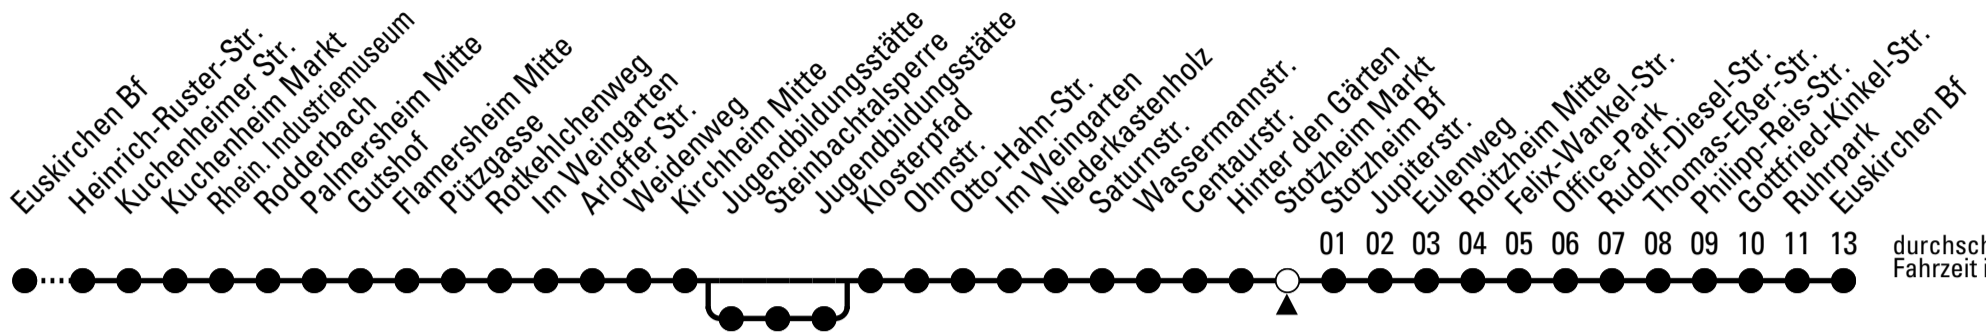 Euskirchen Bf
Heinrich-Ruster-Str.
Kuchenheimer Str.
Kuchenheim Markt
Rhein. Industriemuseum
Rodderbach
Palmersheim Mitte
Gutshof
Flamersheim Mitte
Pützgasse
Rotkehlchenweg
Im Weingarten
Arloffer Str.
Weidenweg
Kirchheim Mitte
Jugendbildungsstätte
Steinbachtalsperre
Jugendbildungsstätte
Klosterpfad
Ohmstr.
Otto-Hahn-Str.
Im Weingarten
Niederkastenholz
Saturnstr.
Wassermannstr.
Centaurstr.
Hinter den Gärten
Stotzheim Markt
Stotzheim Bf
Jupiterstr.
Eulenweg
Roitzheim Mitte
Felix-Wankel-Str.
Office-Park
Rudolf-Diesel-Str.
Thomas-Eßer-Str.
Philipp-Reis-Str.
Gottfried-Kinkel-Str.
Ruhrpark
Euskirchen Bf
01 02 03 04 05 06 07 08 09 10 11 13
durchsch
Fahrzeit i